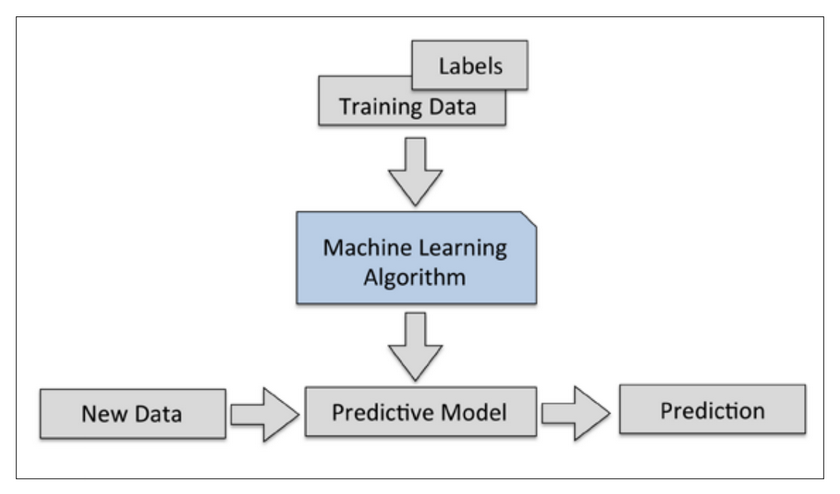 Labels
Training Data
Machine Learning
Algorithm
New Data
Predictive Model
Prediction